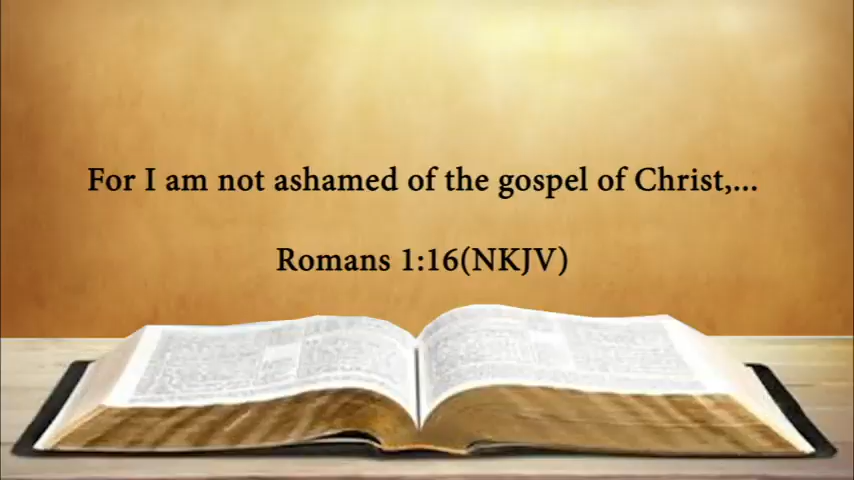 For I am not ashamed of the gospel of Christ,...
Romans 1:16(NKJV)